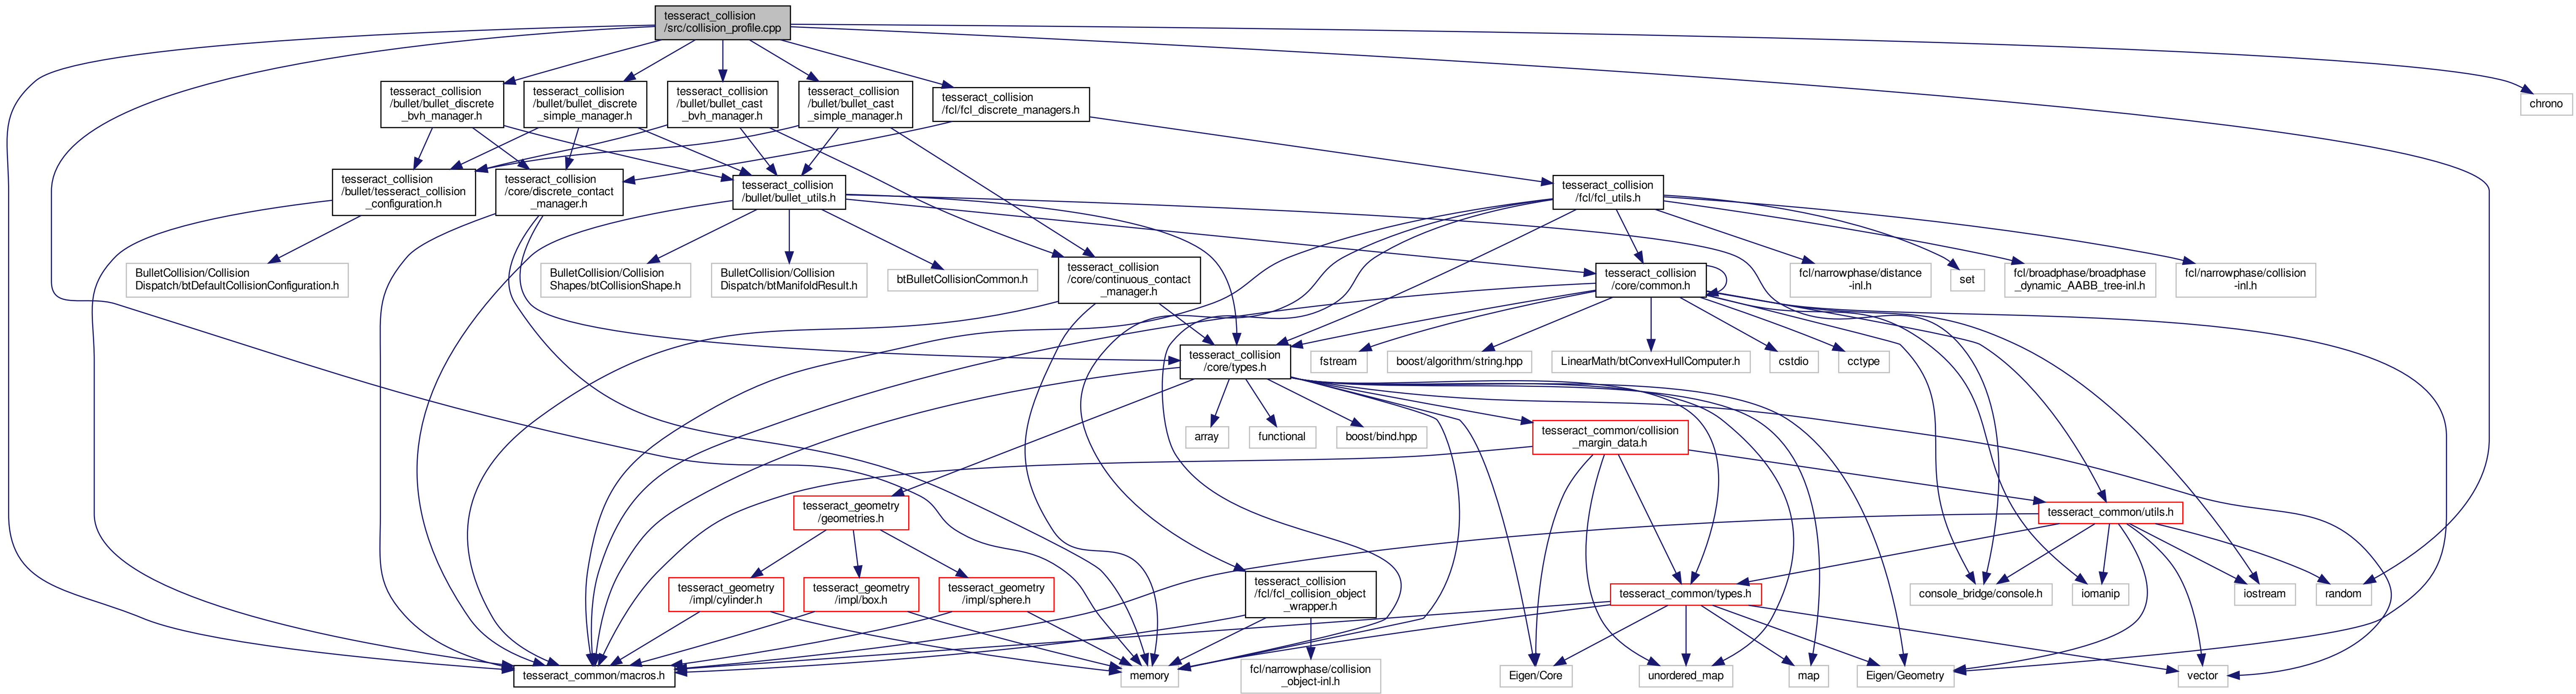 tesseract_collision
/src/collision_profile.cpp
tesseract_collision
/bullet/bullet_discrete
_bvh_manager.h
tesseract_collision
/bullet/bullet_discrete
_simple_manager.h
tesseract_collision
/bullet/bullet_cast
_bvh_manager.h
tesseract_collision
/bullet/bullet_cast
_simple_manager.h
tesseract_collision
/fcl/fcl_discrete_managers.h
chrono
tesseract_collision
/bullet/tesseract_collision
_configuration.h
tesseract_collision
/core/discrete_contact
_manager.h
tesseract_collision
/bullet/bullet_utils.h
tesseract_collision
/fcl/fcl_utils.h
BulletCollision/Collision
Dispatch/btDefaultCollisionConfiguration.h
BulletCollision/Collision
Shapes/btCollisionShape.h
BulletCollision/Collision
Dispatch/btManifoldResult.h
btBulletCollisionCommon.h
tesseract_collision
/core/continuous_contact
_manager.h
tesseract_collision
/core/common.h
fcl/narrowphase/distance
-inl.h
set
fcl/broadphase/broadphase
_dynamic_AABB_tree-inl.h
fcl/narrowphase/collision
-inl.h
tesseract_collision
/core/types.h
fstream
boost/algorithm/string.hpp
LinearMath/btConvexHullComputer.h
cstdio
cctype
array
functional
boost/bind.hpp
tesseract_common/collision
_margin_data.h
tesseract_geometry
/geometries.h
tesseract_common/utils.h
tesseract_geometry
/impl/cylinder.h
tesseract_geometry
/impl/box.h
tesseract_geometry
/impl/sphere.h
tesseract_collision
/fcl/fcl_collision_object
_wrapper.h
tesseract_common/types.h
console_bridge/console.h
iomanip
iostream
random
tesseract_common/macros.h
memory
fcl/narrowphase/collision
_object-inl.h
Eigen/Core
unordered_map
map
Eigen/Geometry
vector